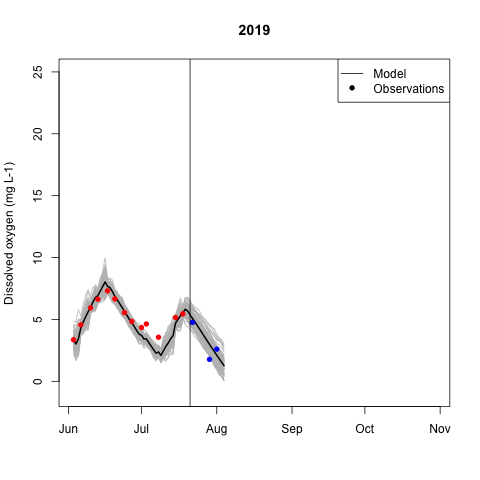 2019
Model
Observations
Dissolved oxygen (mg L-1)
25
20
15
10
5
0
Jun Jul Aug Sep Oct Nov